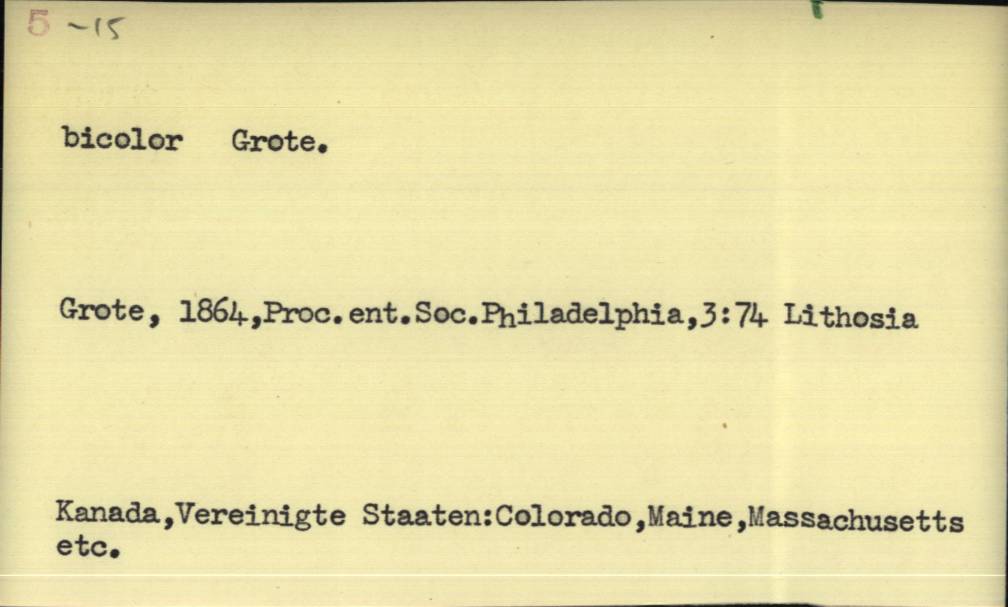 5 ~15
bicolor Grote.
Grote, 1864,Proc.ent.Soc.Philadelphia,3:74 Lithosia
Kanada,Vereinigte Staaten:Colorado,Maine,Massachusetts
etc.